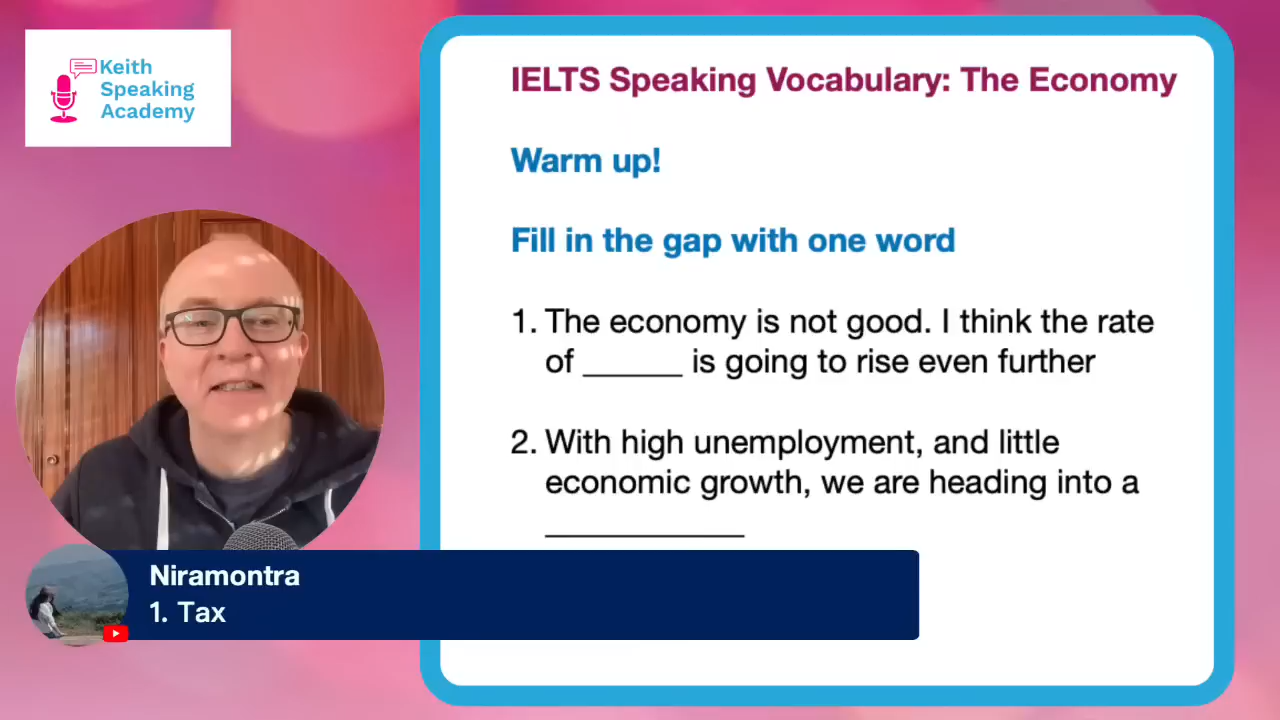 Keith
Speaking
Academy
IELTS Speaking Vocabulary: The Economy
Warm up!
Fill in the gap with one word
1. The economy is not good. I think the rate
of ______ is going to rise even further
2. With high unemployment, and little
economic growth, we are heading into a
____________
Niramontra
1. Tax